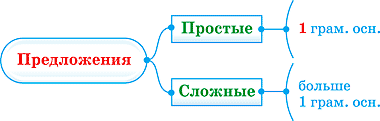 Предложения
Простые
1 грам. осн.
Сложные
больше
1 грам. осн.